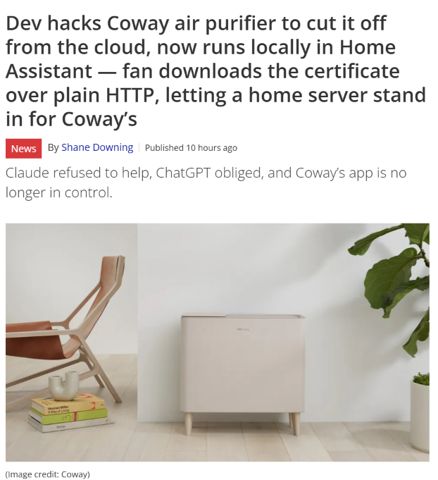 Dev hacks Coway air purifier to cut it off
from the cloud, now runs locally in Home
Assistant — fan downloads the certificate
over plain HTTP, letting a home server stand
in for Coway’s
News By Shane Downing Published 10 hours ago
Claude refused to help, ChatGPT obliged, and Coway’s app is no
longer in control.
(Image credit: Coway)